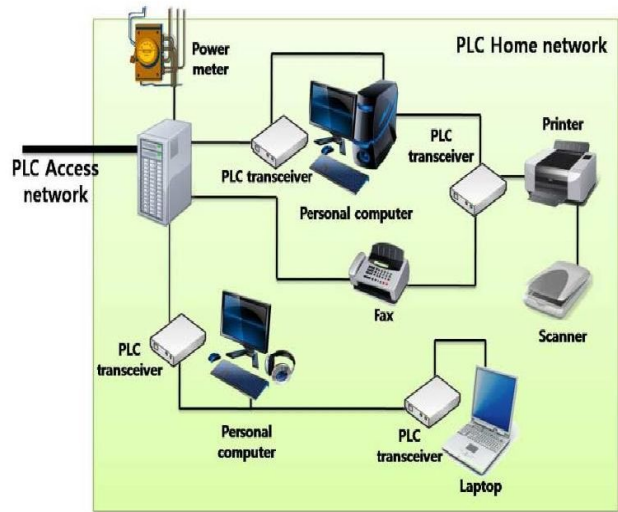 Power
meter
PLC Home network
PLC Access
network
PLC transceiver
Personal computer
PLC
transceiver
Printer
Fax
Scanner
PLC
transceiver
Personal
computer
PLC
transceiver
Laptop